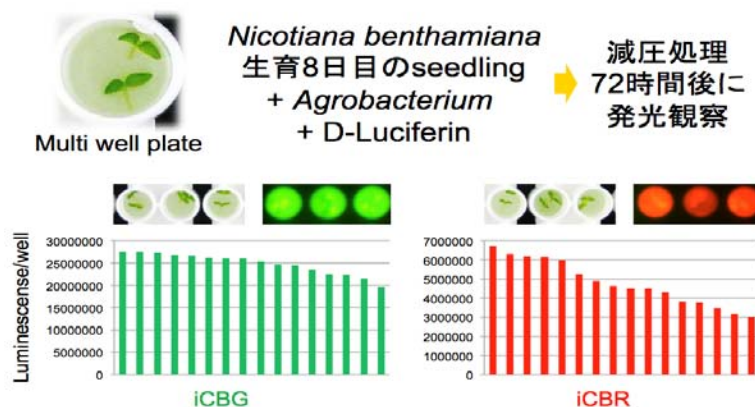 Multi well plate
Nicotiana benthamiana
生育8日目のseedling
+ Agrobacterium
+ D-Luciferin
減圧処理
72時間後に
発光観察
Luminescense/well
30000000
25000000
20000000
15000000
10000000
5000000
0
iCBG
7000000
6000000
5000000
4000000
3000000
2000000
1000000
0
iCBR